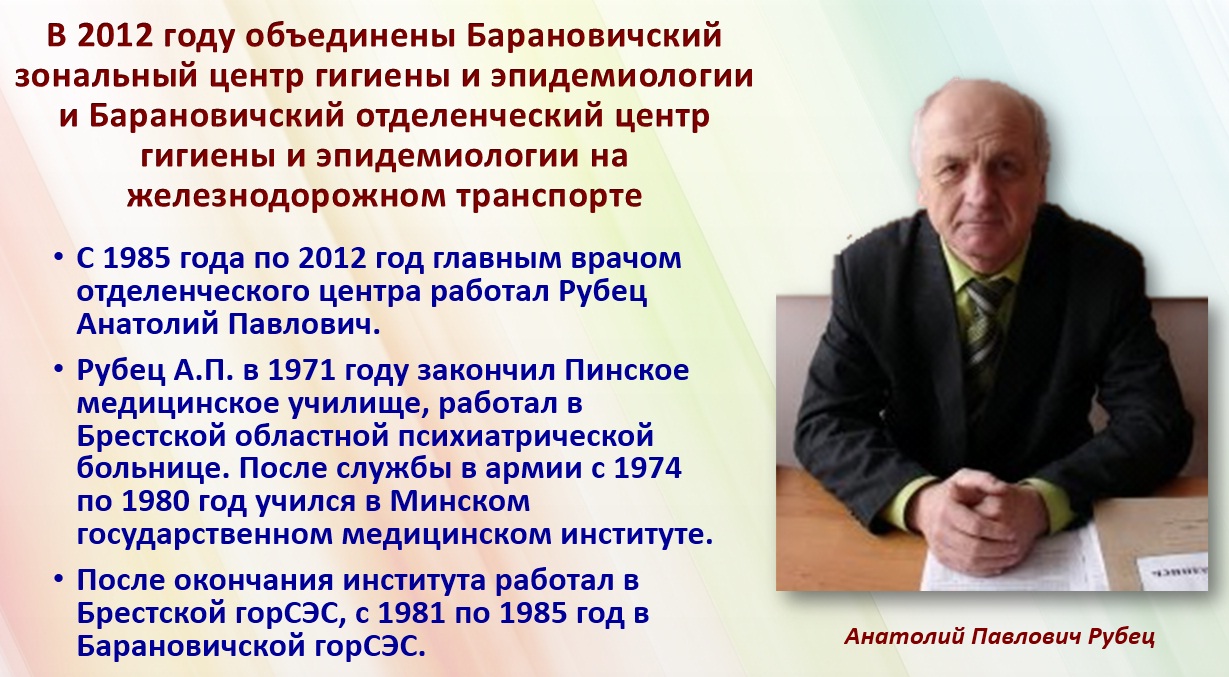 В 2012 году объединены Барановичский
зональный центр гигиены и эпидемиологии
и Барановичский отделенческий центр
гигиены и эпидемиологии на
железнодорожном транспорте
• С 1985 года по 2012 год главным врачом
отделенческого центра работал Рубец
Анатолий Павлович.
• Рубец А.П. в 1971 году закончил Пинское
медицинское училище, работал в
Брестской областной психиатрической
больнице. После службы в армии с 1974
по 1980 год учился в Минском
государственном медицинском институте.
• После окончания института работал в
Брестской горСЭС, с 1981 по 1985 год в
Барановичской горСЭС.
Анатолий Павлович Рубец